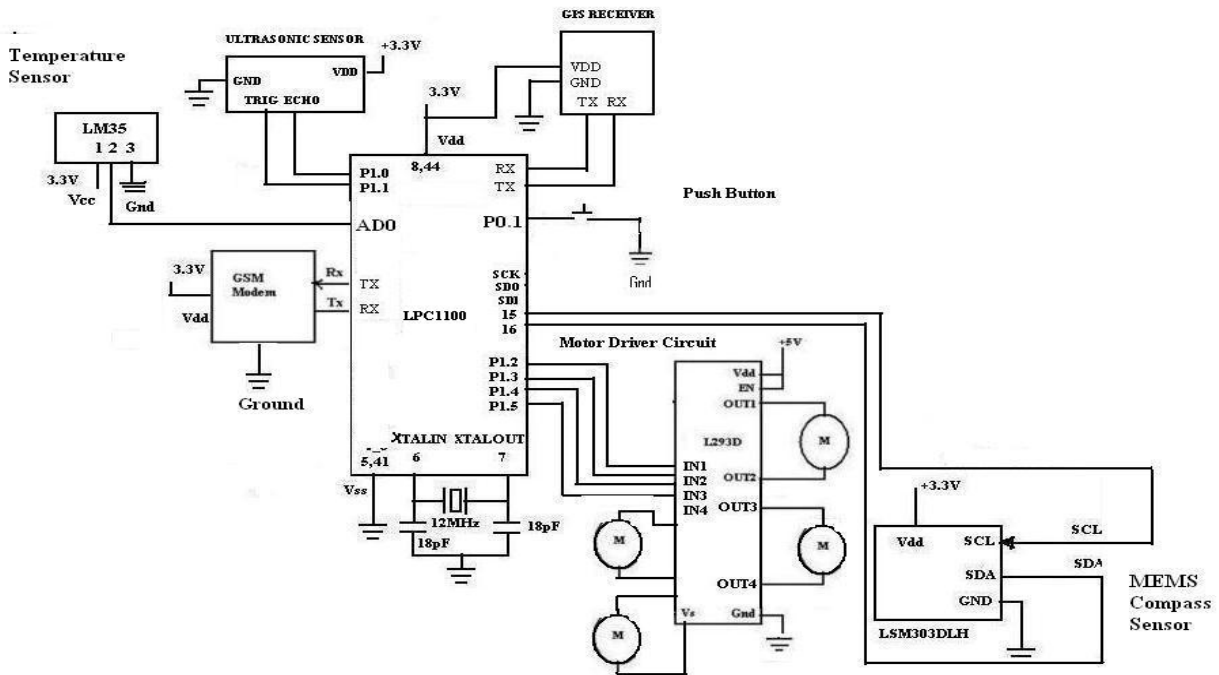 GPS RECEIVER
ULTRASONIC SENSOR
+3.3V
Temperature
Sensor
GND
VDD
TRIG ECHO
VDD
GND
TX RX
3.3V
Vdd
LM35
1 2 3
3.3V
Vcc
Gnd
8,44
P1.0
P1.1
AD0
RX
TX
P0.1
Push Button
Gnd
3.3V
GSM
Modem
Vdd
Ground
Rx
Tx
TX
RX
LPC1100
SCK
SD0
SDI
15
16
P1.2
P1.3
P1.4
P1.5
XTALIN XTALOUT
5,41
6
7
Vss
12MHz
18pF
18pF
Motor Driver Circuit
+5V
Vdd
EN
OUT1
L293D
OUT2
IN1
IN2
IN3
IN4
OUT3
OUT4
Vs
Gnd
M
M
M
M
+3.3V
Vdd
SCL
SDA
GND
SCL
SDA
LSM303DLH
MEMS
Compass
Sensor